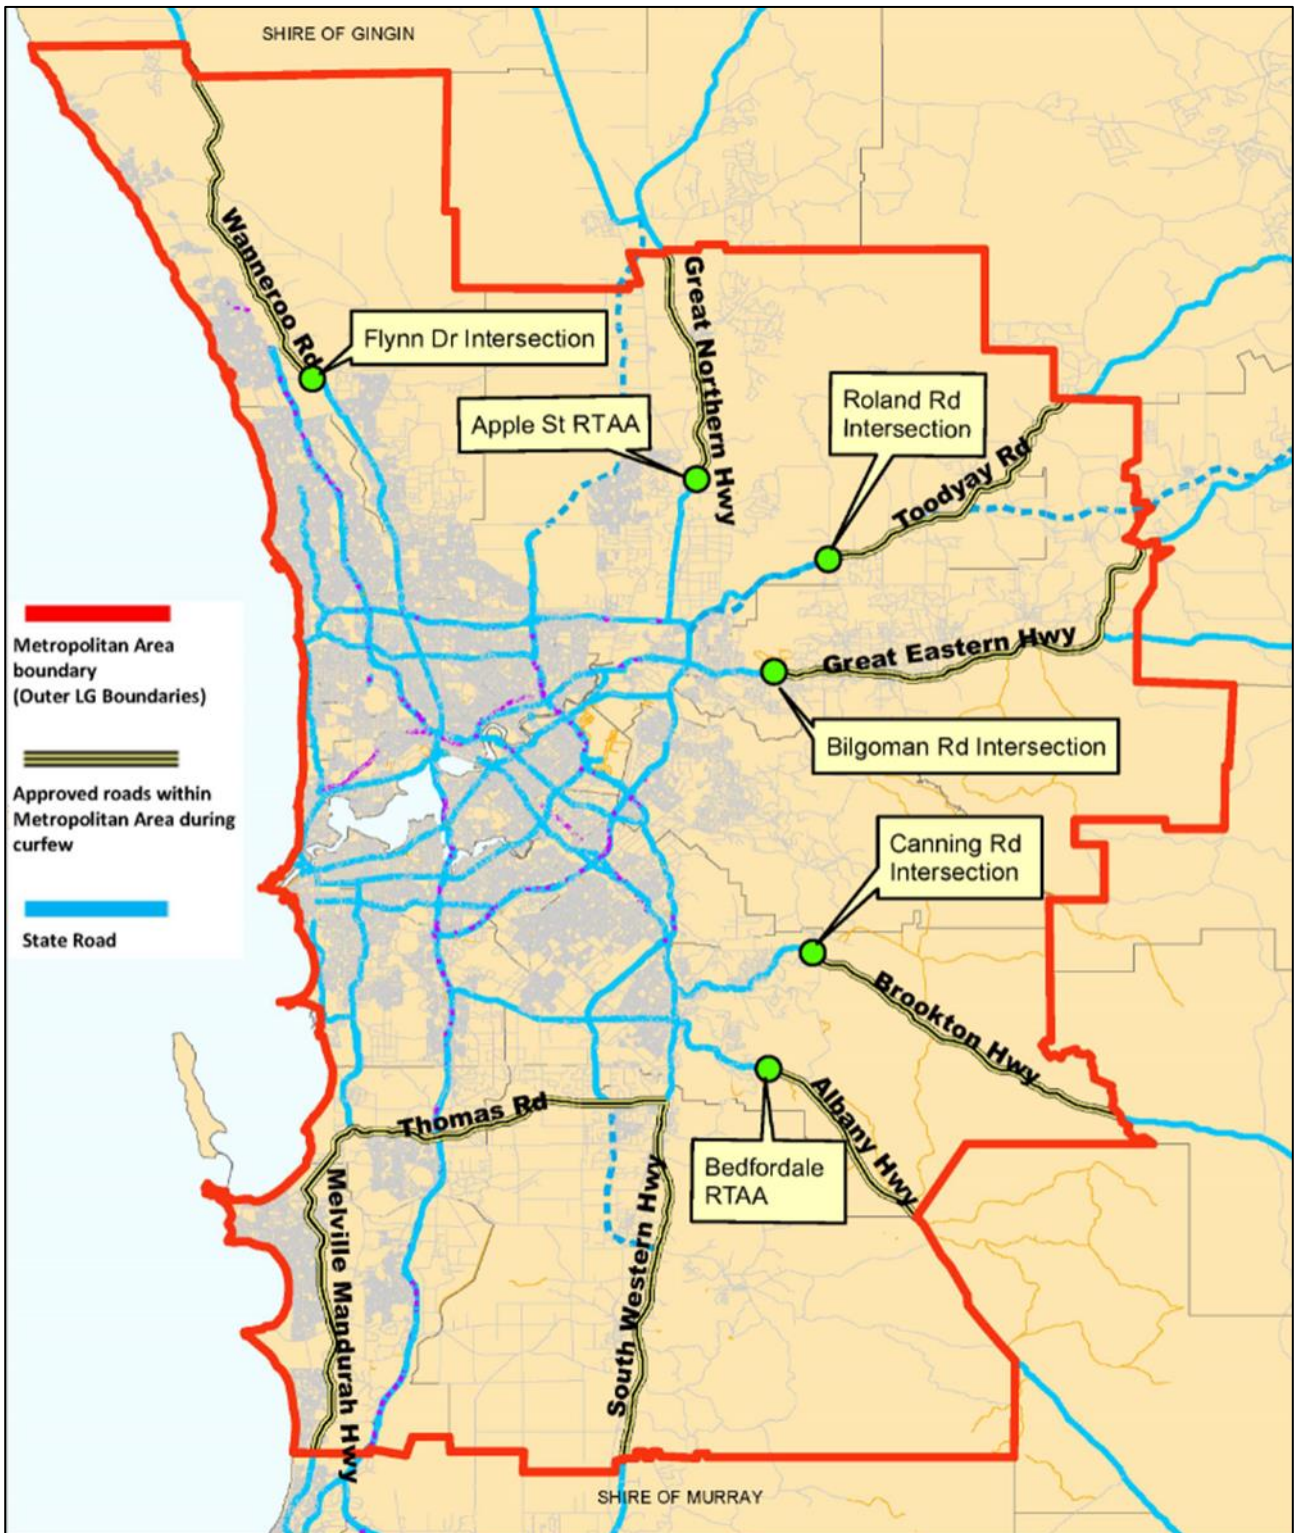 SHIRE OF GINGIN
Wanneroo Rd
Flynn Dr Intersection
Great Northern Hwy
Apple St RTAA
Roland Rd
Intersection
Toodyay Rd
Metropolitan Area
boundary
(Outer LG Boundaries)
Great Eastern Hwy
Bilgoman Rd Intersection
Approved roads within
Metropolitan Area during
curfew
Canning Rd
Intersection
State Road
Brookton Hwy
Thomas Rd
Albany Hwy
Bedfordale
RTAA
Melville Mandurah Hwy
South Western Hwy
SHIRE OF MURRAY